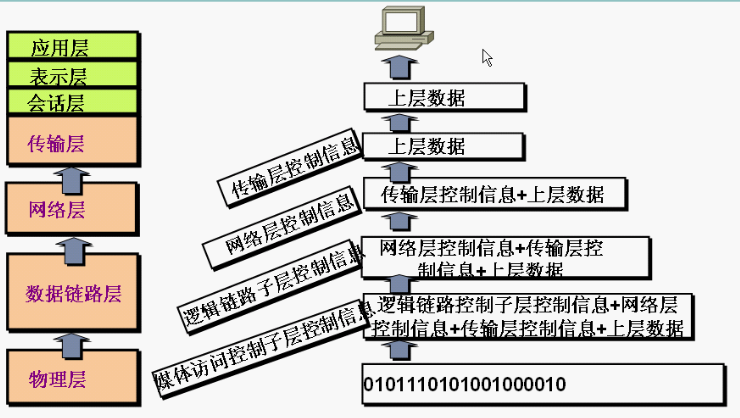 应用层
表示层
会话层
传输层
网络层
数据链路层
物理层
上层数据
上层数据
传输层控制信息
传输层控制信息+上层数据
网络层控制信息
网络层控制信息+传输层控
制信息+上层数据
逻辑链路子层控制信息
逻辑链路控制子层控制信息+网络层
控制信息+传输层控制信息+上层数据
媒体访问控制子层控制信息
0101110101001000010